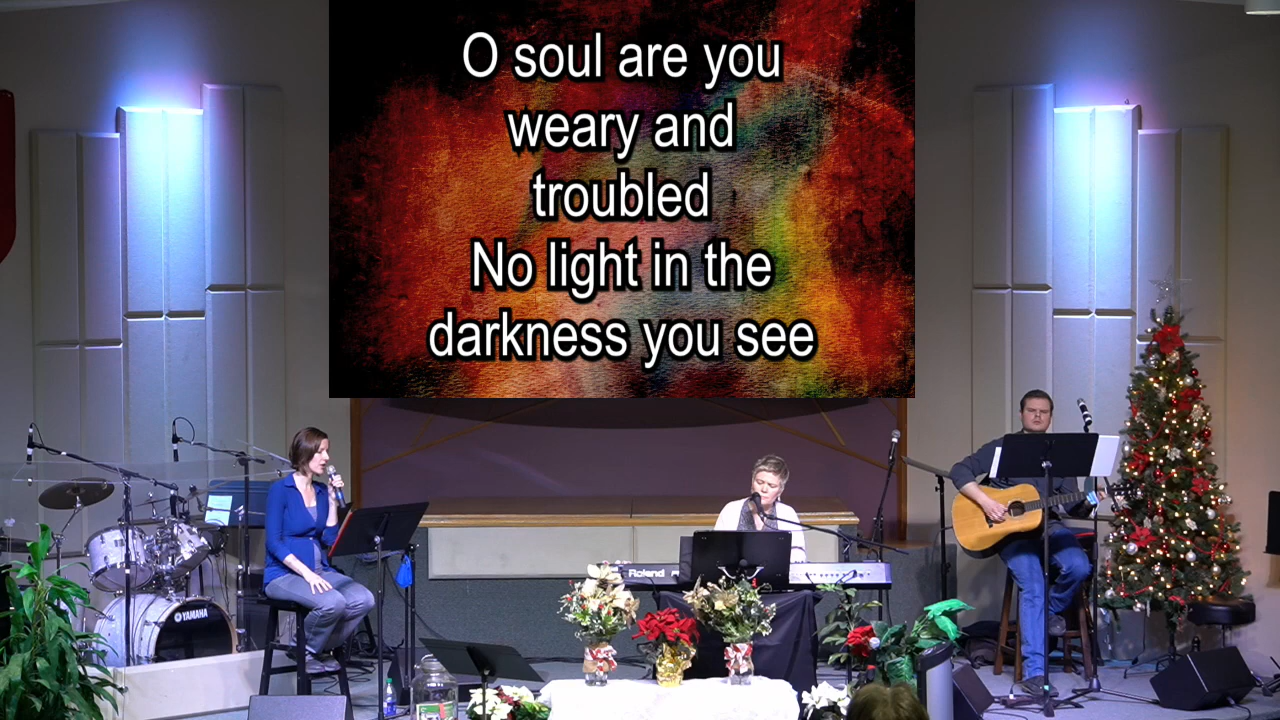 O soul are you
weary and
troubled
No light in the
darkness you see
Roland
YAMAHA